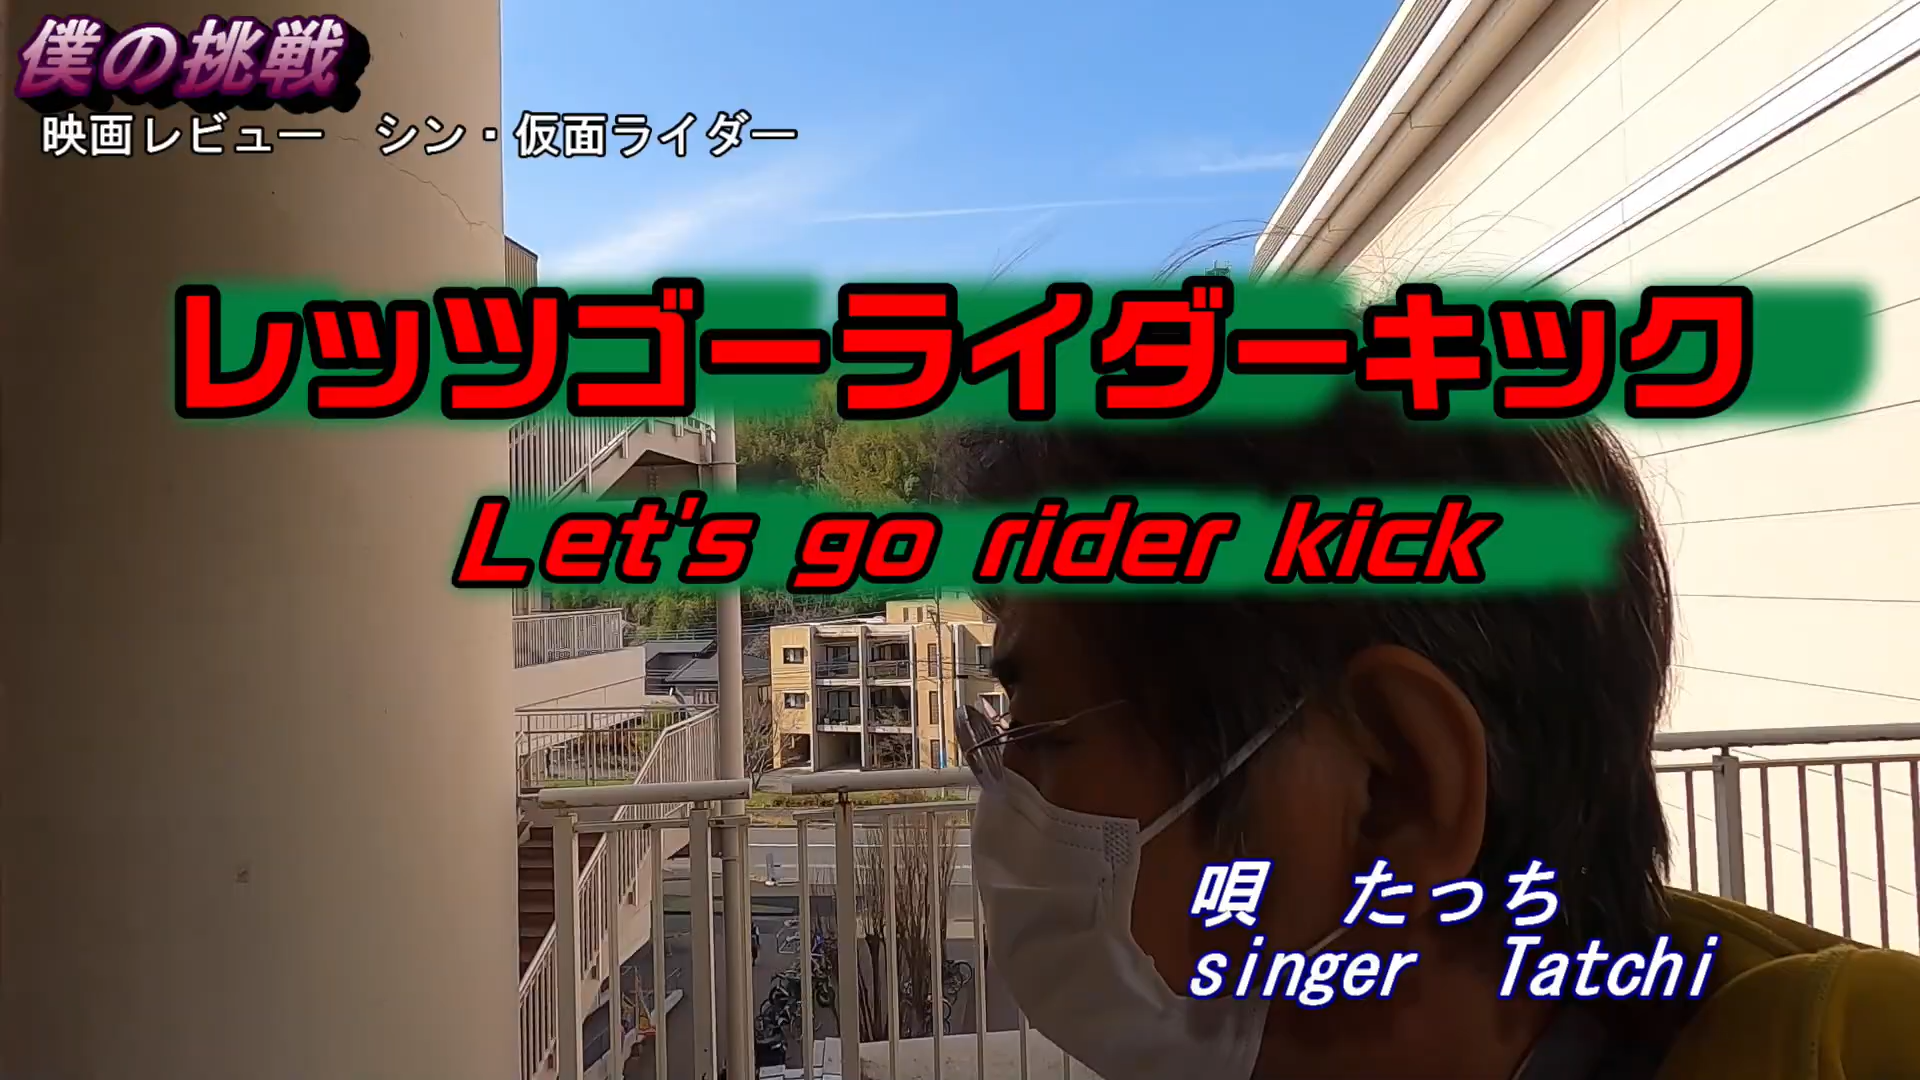 僕の挑戦
映画レビュー　シン・仮面ライダー
レッツゴーライダーキック
Let's go rider kick
唄　たっち
singer　Tatchi